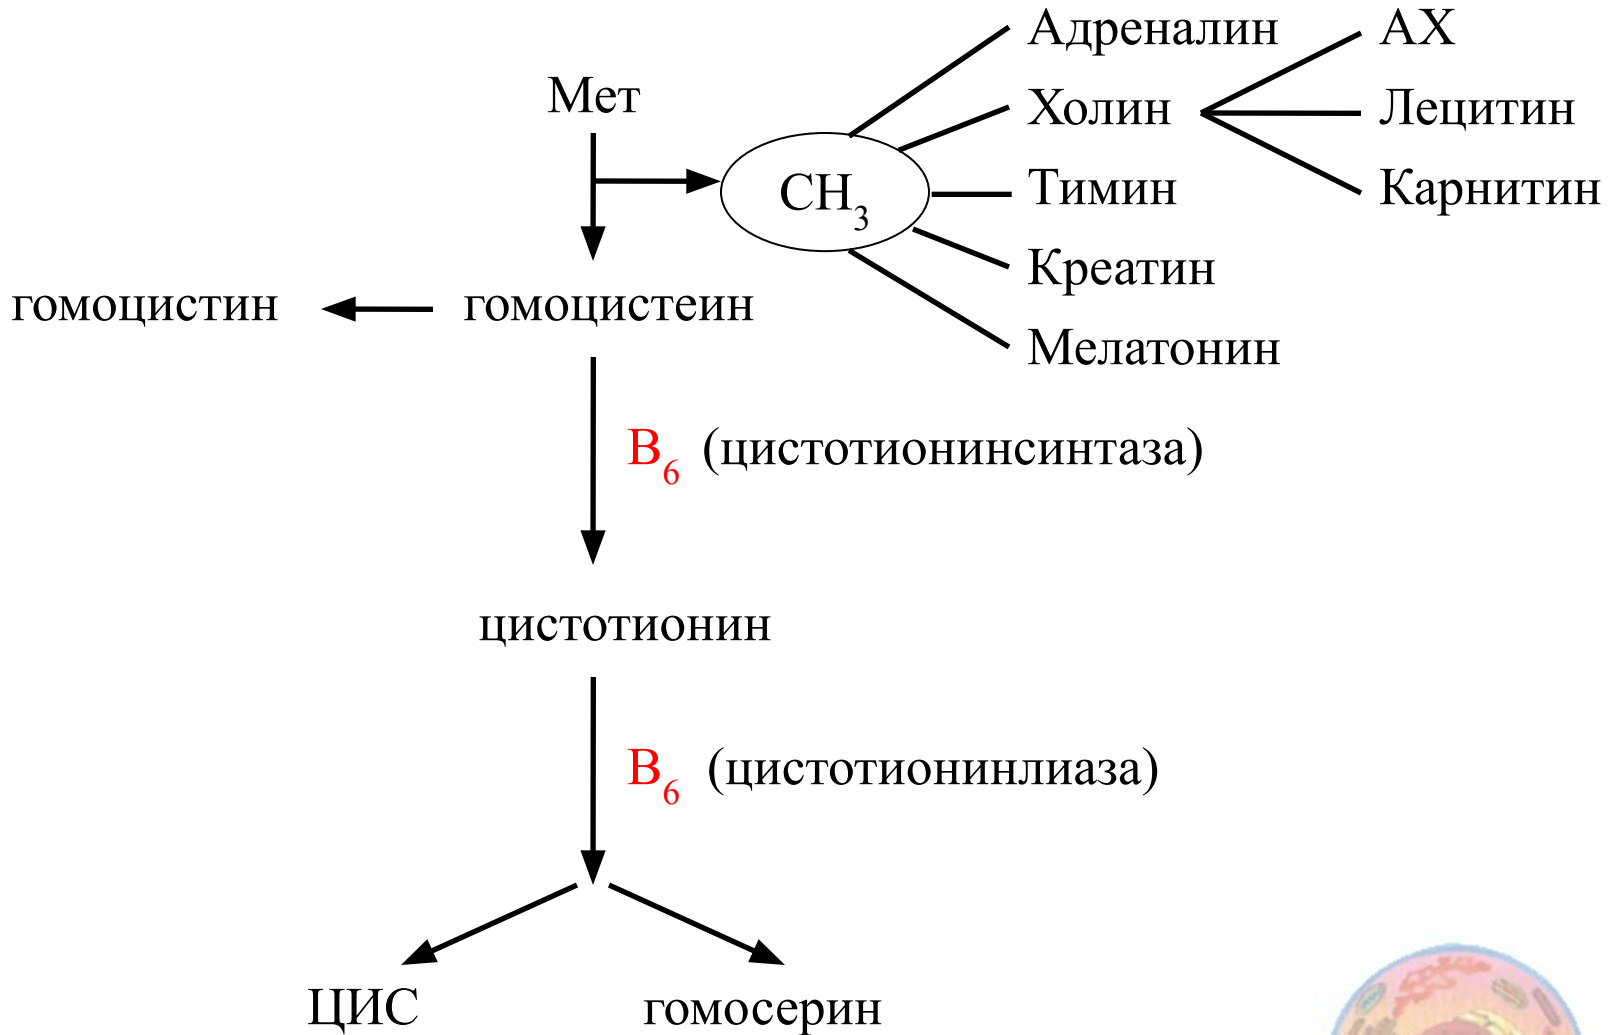 Адреналин
АХ
Мет
Холин
Лецитин
CH3
Тимин
Карнитин
Креатин
гомоцистин
гомоцистеин
Мелатонин
B6 (цистотионинсинтаза)
цистотионин
B6 (цистотионинлиаза)
ЦИС
гомосерин